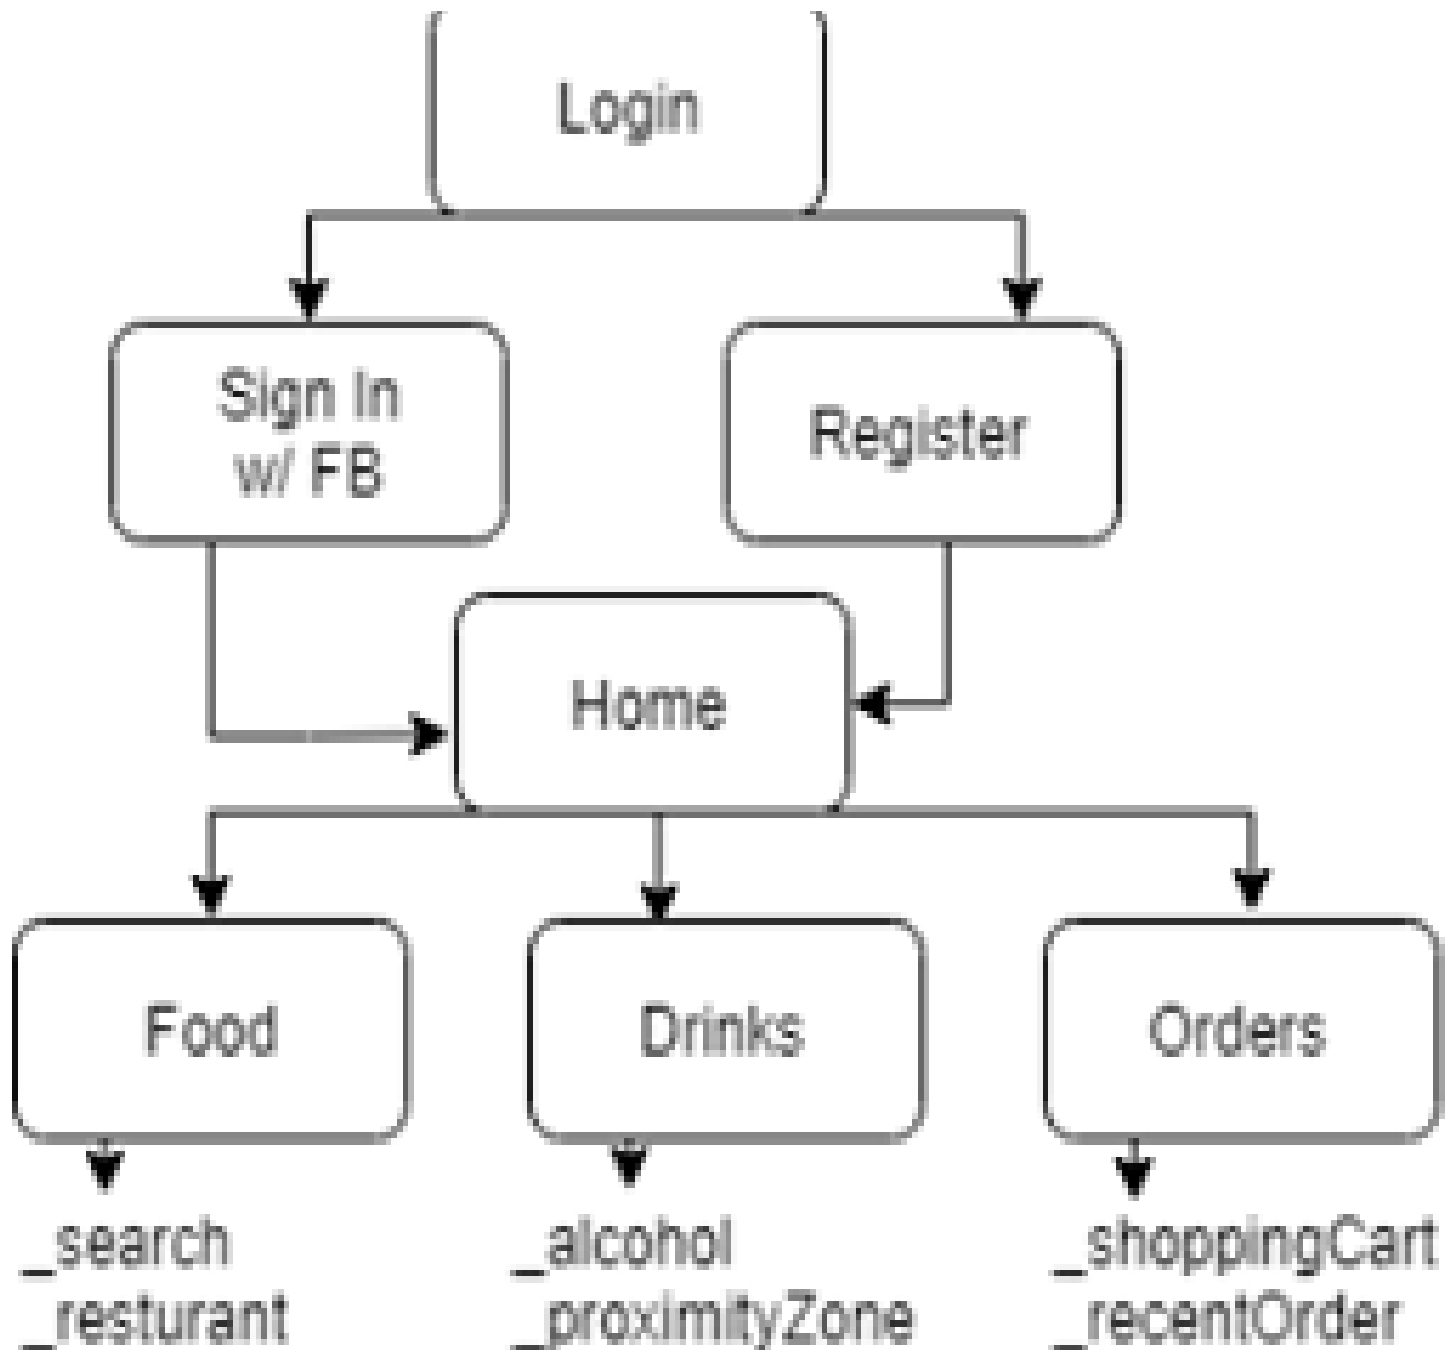 Login
Sign In
w/ FB
Register
Home
Food
Drinks
Orders
_search
_resturant
_alcohol
_proximityZone
_shoppingCart
_recentOrder